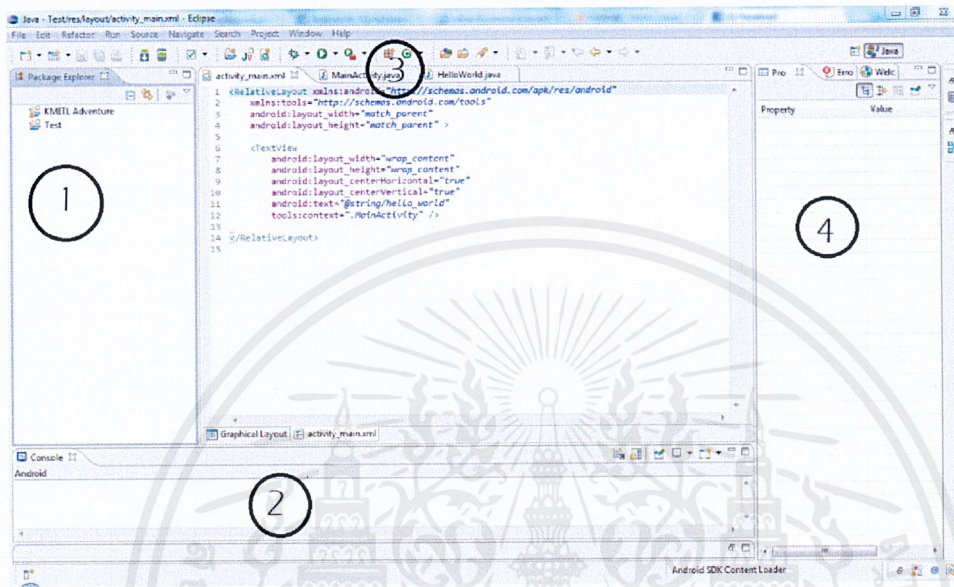 Java - Test/res/layout/activity_main.xml - Eclipse
File Edit Refactor Run Source Navigate Search Project Window Help
Java
Package Explorer
activity_main.xml
MainActivity.java
HelloWorld.java
Pro
Erro
Welc
3
KMITL Adventure
Test
Property Value
1 <RelativeLayout xmlns:android="http://schemas.android.com/apk/res/android"
2 xmlns:tools="http://schemas.android.com/tools"
3 android:layout_width="match_parent"
4 android:layout_height="match_parent" >
5
6 <TextView
7 android:layout_width="wrap_content"
8 android:layout_height="wrap_content"
9 android:layout_centerHorizontal="true"
10 android:layout_centerVertical="true"
11 android:text="@string/hello_world"
12 tools:context=".MainActivity" />
13
14 </RelativeLayout>
15
1
4
Graphical Layout activity_main.xml
Console
Android
2
Android SDK Content Loader